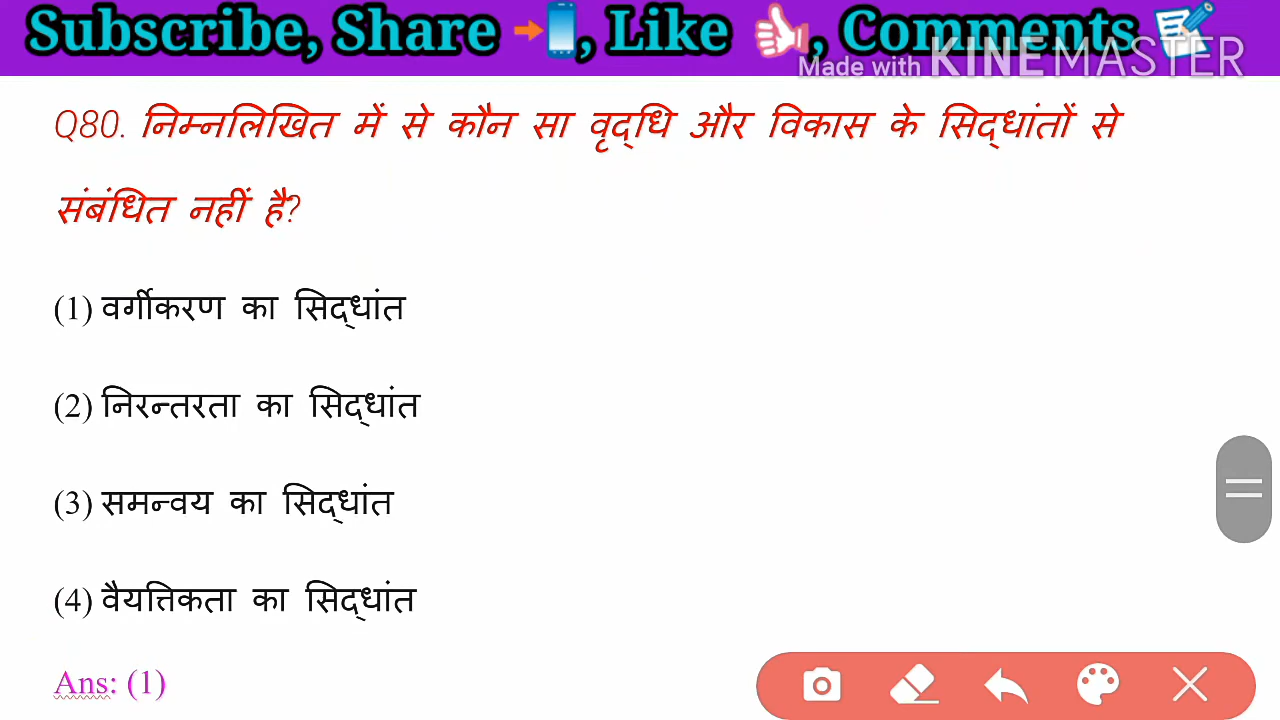 Subscribe, Share , Like , Comments
Made with KINEMASTER
Q80. निम्नलिखित में से कौन सा वृद्धि और विकास के सिद्धांतों से
संबंधित नहीं है?
(1) वर्गीकरण का सिद्धांत
(2) निरन्तरता का सिद्धांत
(3) समन्वय का सिद्धांत
(4) वैयत्तिकता का सिद्धांत
Ans: (1)